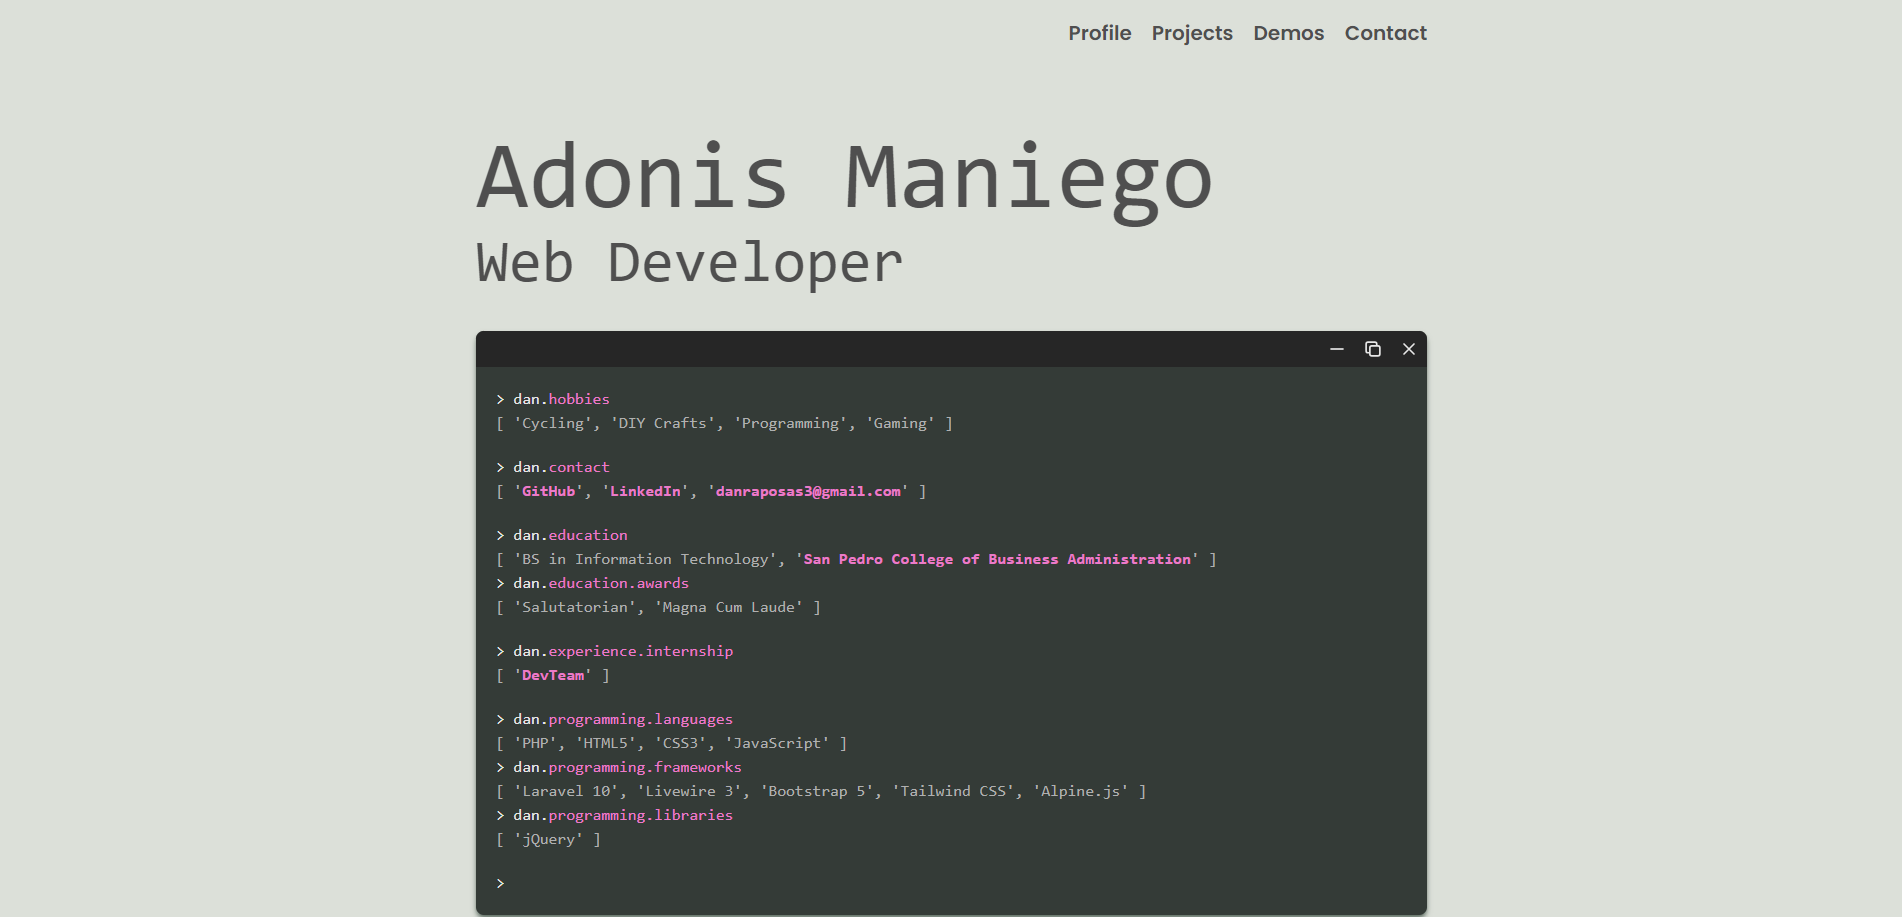 Profile Projects Demos Contact
Adonis Maniego
Web Developer
> dan.hobbies
[ 'Cycling', 'DIY Crafts', 'Programming', 'Gaming' ]
> dan.contact
[ 'GitHub', 'LinkedIn', 'danraposas3@gmail.com' ]
> dan.education
[ 'BS in Information Technology', 'San Pedro College of Business Administration' ]
> dan.education.awards
[ 'Salutatorian', 'Magna Cum Laude' ]
> dan.experience.internship
[ 'DevTeam' ]
> dan.programming.languages
[ 'PHP', 'HTML5', 'CSS3', 'JavaScript' ]
> dan.programming.frameworks
[ 'Laravel 10', 'Livewire 3', 'Bootstrap 5', 'Tailwind CSS', 'Alpine.js' ]
> dan.programming.libraries
[ 'jQuery' ]
>